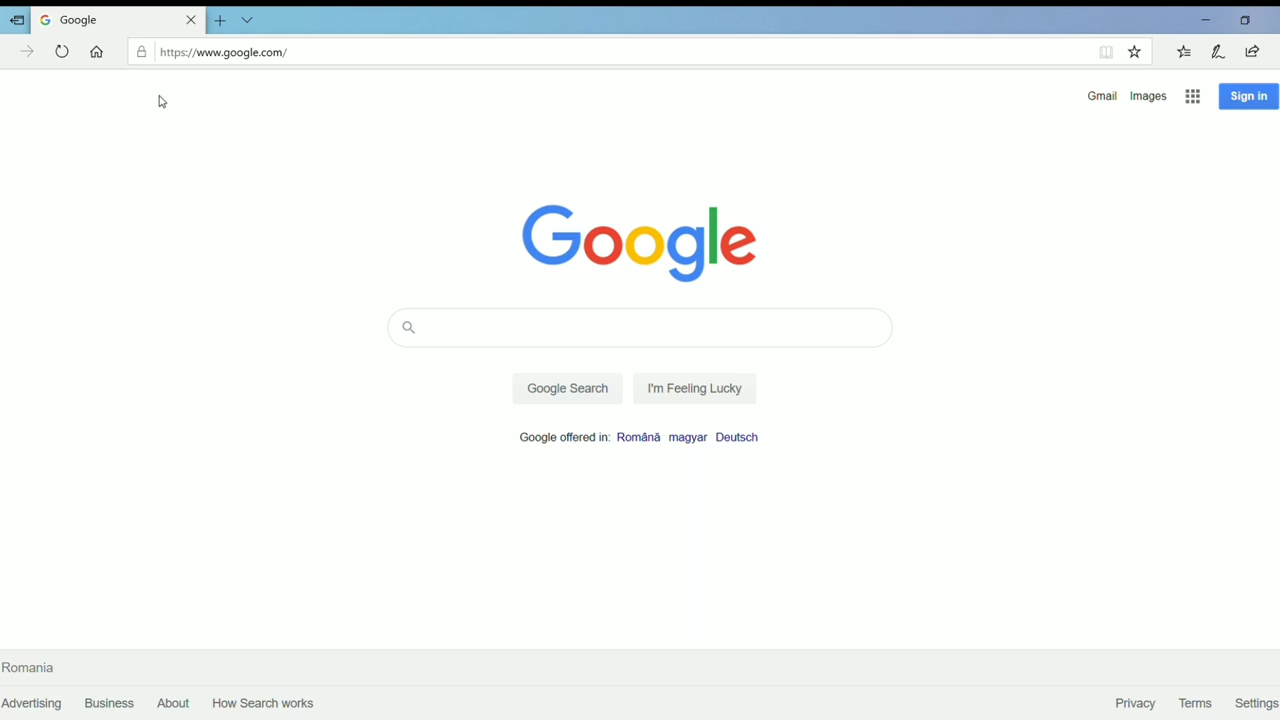 Google
https://www.google.com/
Gmail Images Sign in
Google
Google Search I'm Feeling Lucky
Google offered in: Română magyar Deutsch
Romania
Advertising Business About How Search works Privacy Terms Settings